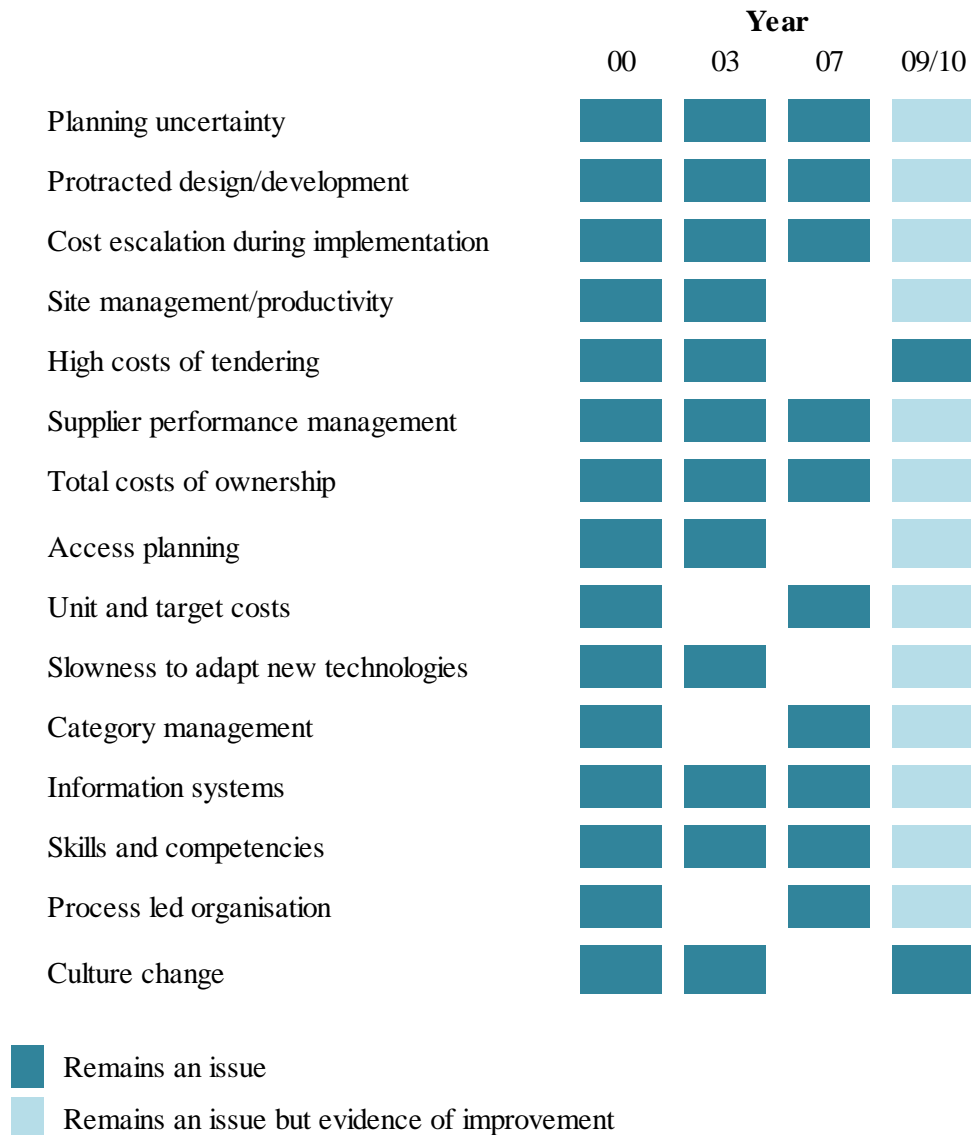 Year
00 03 07 09/10
Planning uncertainty
Protracted design/development
Cost escalation during implementation
Site management/productivity
High costs of tendering
Supplier performance management
Total costs of ownership
Access planning
Unit and target costs
Slowness to adapt new technologies
Category management
Information systems
Skills and competencies
Process led organisation
Culture change
Remains an issue
Remains an issue but evidence of improvement